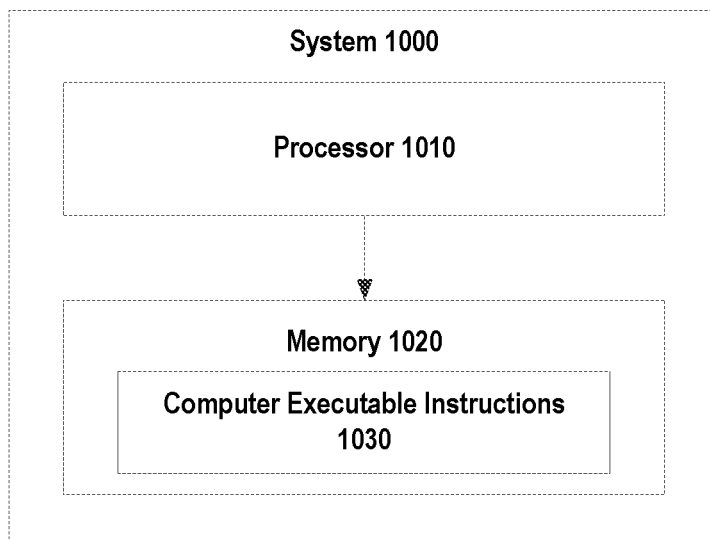 System 1000
Processor 1010
Memory 1020
Computer Executable Instructions
1030